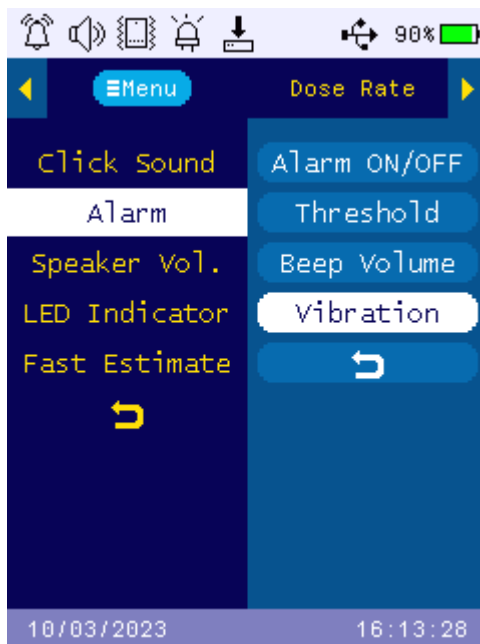 90%
≡Menu Dose Rate
Click Sound
Alarm
Speaker Vol.
LED Indicator
Fast Estimate
Alarm ON/OFF
Threshold
Beep Volume
Vibration
10/03/2023 16:13:28